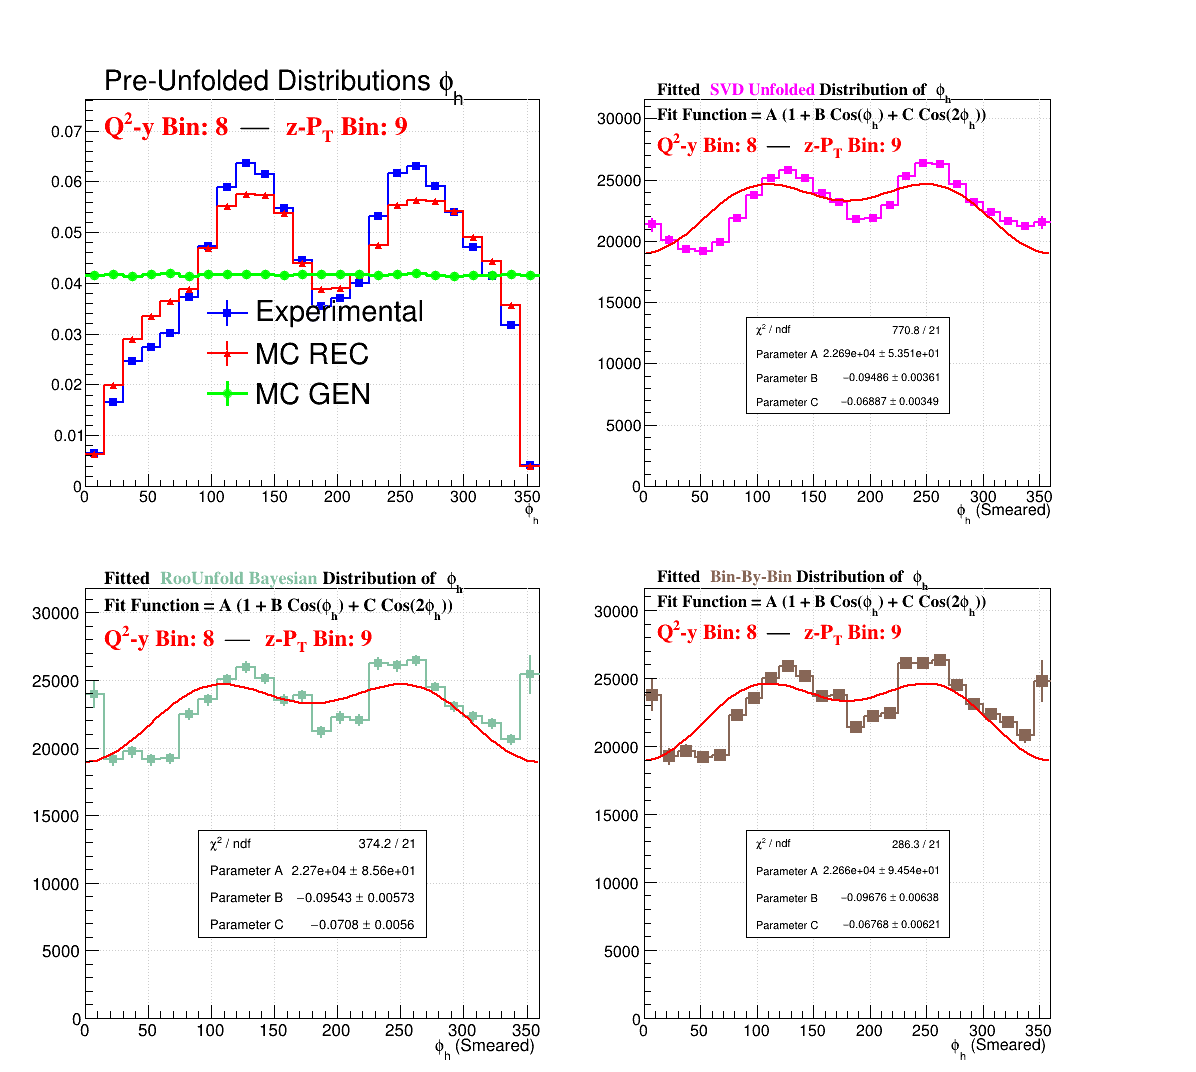 Pre-Unfolded Distributions ϕh
Q²-y Bin: 8 — z-PT Bin: 9
0.07
0.06
0.05
0.04
0.03
0.02
0.01
0
Experimental
MC REC
MC GEN
0 50 100 150 200 250 300
ϕh
Fitted SVD Unfolded Distribution of ϕh
Fit Function = A (1 + B Cos(ϕh) + C Cos(2ϕh))
Q²-y Bin: 8 — z-PT Bin: 9
30000
25000
20000
15000
10000
5000
0
χ² / ndf 770.8 / 21
Parameter A 2.269e+04 ± 5.351e+01
Parameter B −0.09486 ± 0.00361
Parameter C −0.06887 ± 0.00349
0 50 100 150 200 250 300 350
ϕh (Smeared)
Fitted RooUnfold Bayesian Distribution of ϕh
Fit Function = A (1 + B Cos(ϕh) + C Cos(2ϕh))
Q²-y Bin: 8 — z-PT Bin: 9
30000
25000
20000
15000
10000
5000
0
χ² / ndf 374.2 / 21
Parameter A 2.27e+04 ± 8.56e+01
Parameter B −0.09543 ± 0.00573
Parameter C −0.0708 ± 0.0056
0 50 100 150 200 250 300 350
ϕh (Smeared)
Fitted Bin-By-Bin Distribution of ϕh
Fit Function = A (1 + B Cos(ϕh) + C Cos(2ϕh))
Q²-y Bin: 8 — z-PT Bin: 9
30000
25000
20000
15000
10000
5000
0
χ² / ndf 286.3 / 21
Parameter A 2.266e+04 ± 9.454e+01
Parameter B −0.09676 ± 0.00638
Parameter C −0.06768 ± 0.00621
0 50 100 150 200 250 300 350
ϕh (Smeared)